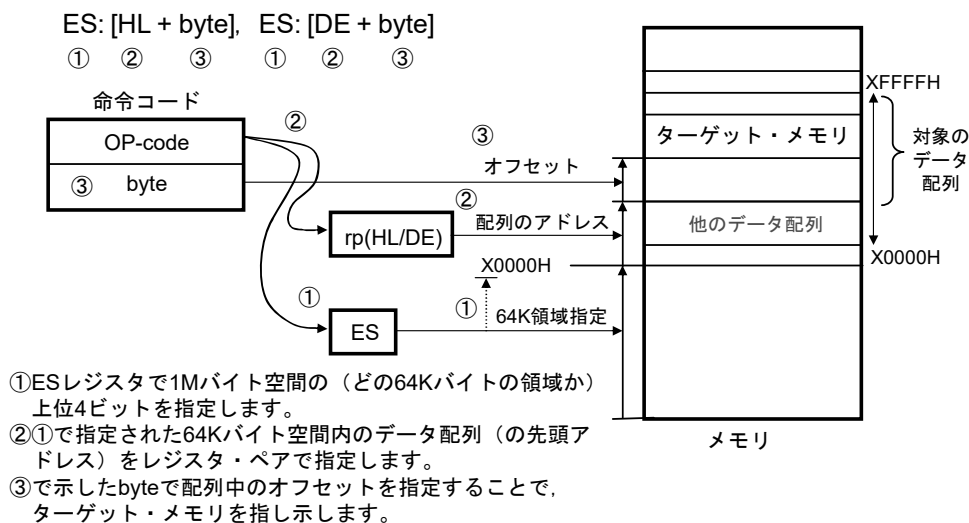 ES: [HL + byte], ES: [DE + byte]
① ② ③ ① ② ③
命令コード
OP-code
③ byte
②
③
オフセット
②
rp(HL/DE)
配列のアドレス
X0000H
①
①
64K領域指定
ES
XFFFFH
ターゲット・メモリ
対象の
データ
配列
他のデータ配列
X0000H
メモリ
①ESレジスタで1Mバイト空間の（どの64Kバイトの領域か）
上位4ビットを指定します。
②①で指定された64Kバイト空間内のデータ配列（の先頭ア
ドレス）をレジスタ・ペアで指定します。
③で示したbyteで配列中のオフセットを指定することで,
ターゲット・メモリを指し示します。